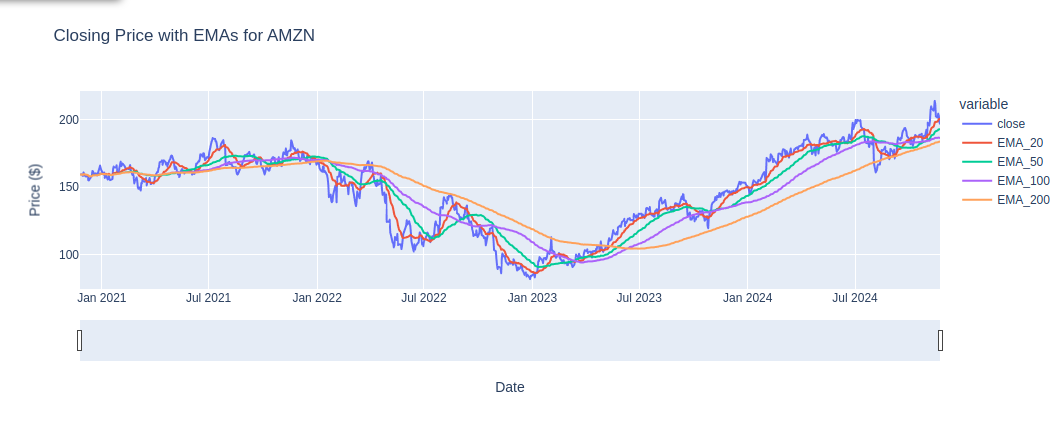 Closing Price with EMAs for AMZN
variable
close
EMA_20
EMA_50
EMA_100
EMA_200
Price ($)
200
150
100
Jan 2021 Jul 2021 Jan 2022 Jul 2022 Jan 2023 Jul 2023 Jan 2024 Jul 2024
Date